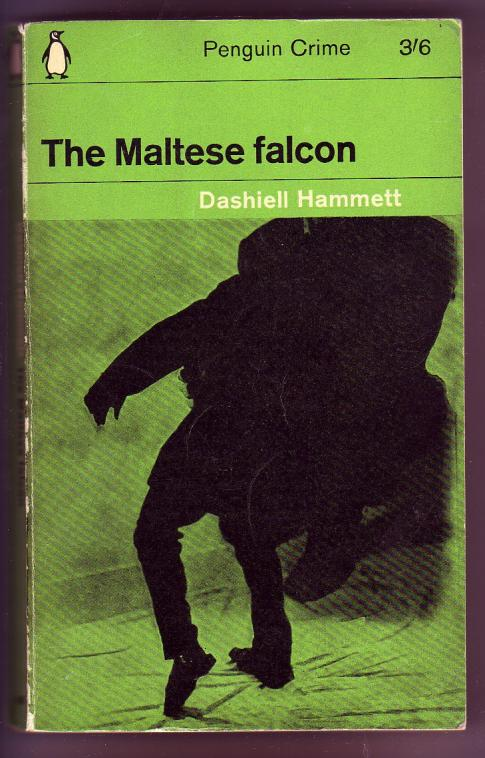 Penguin Crime 3/6
The Maltese falcon
Dashiell Hammett